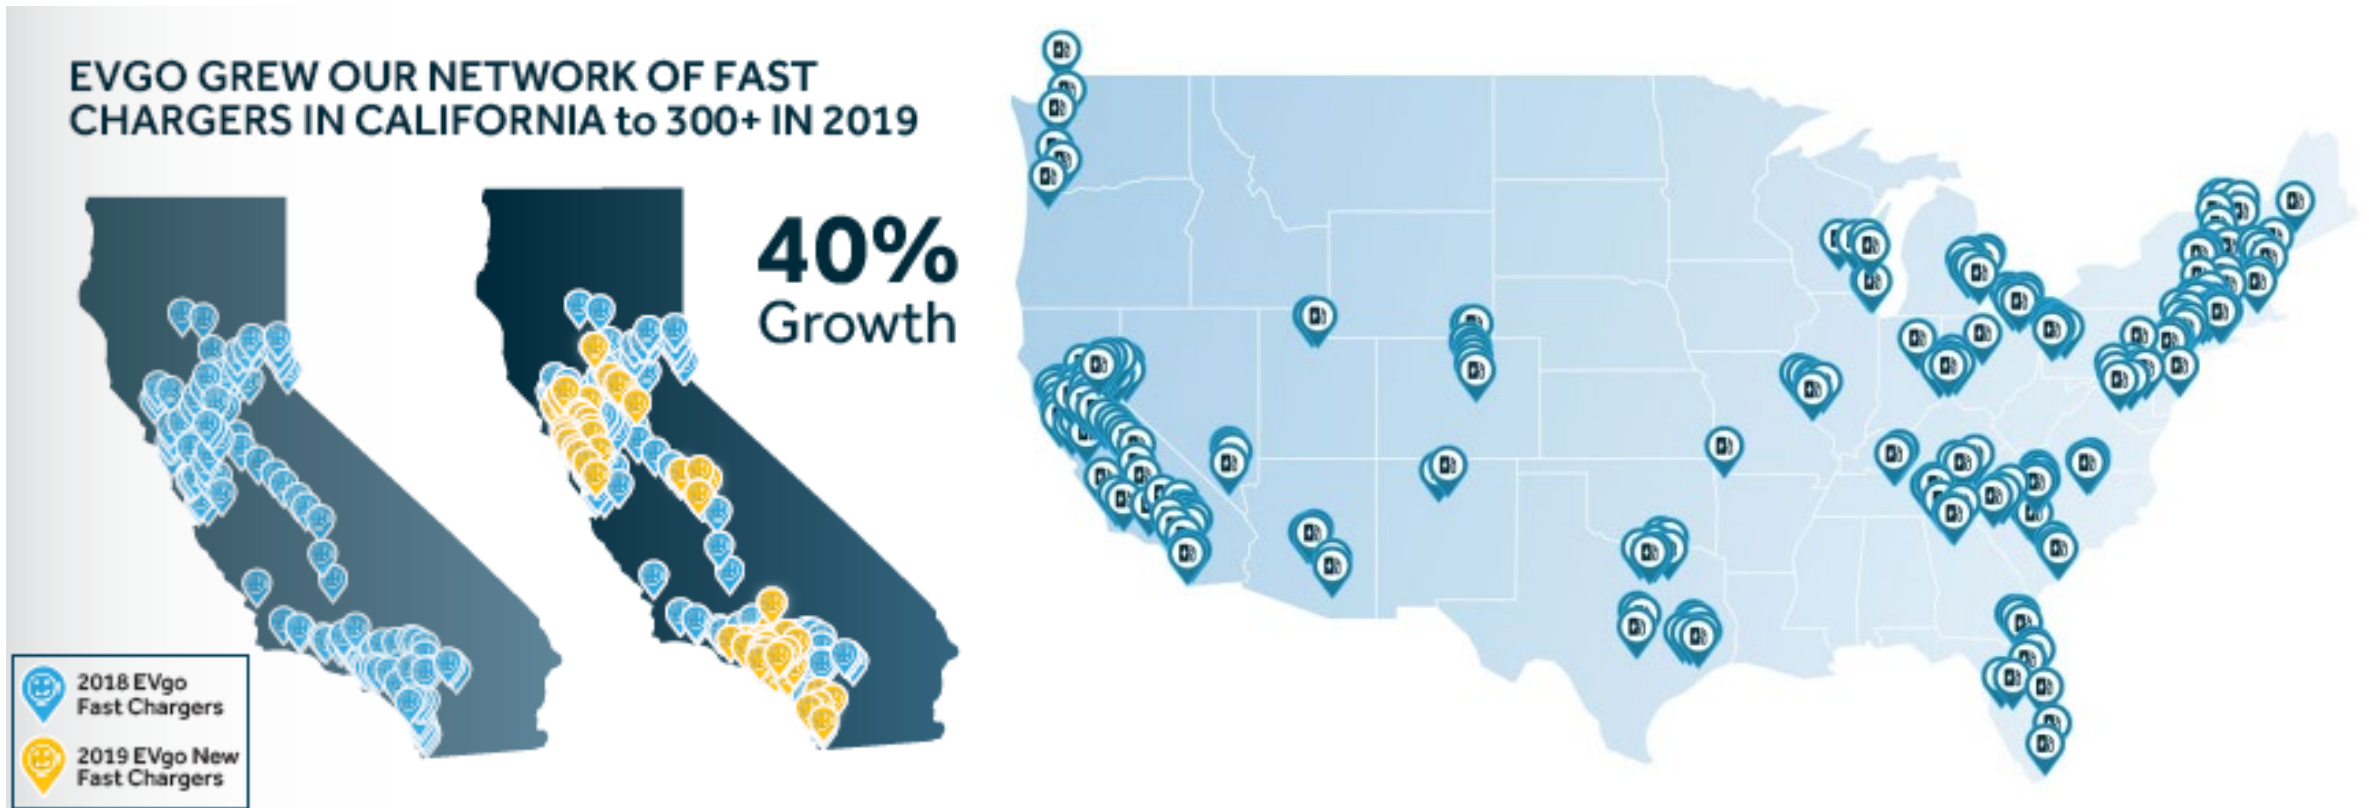 EVGO GREW OUR NETWORK OF FAST
CHARGERS IN CALIFORNIA to 300+ IN 2019
40%
Growth
2018 EVgo
Fast Chargers
2019 EVgo New
Fast Chargers